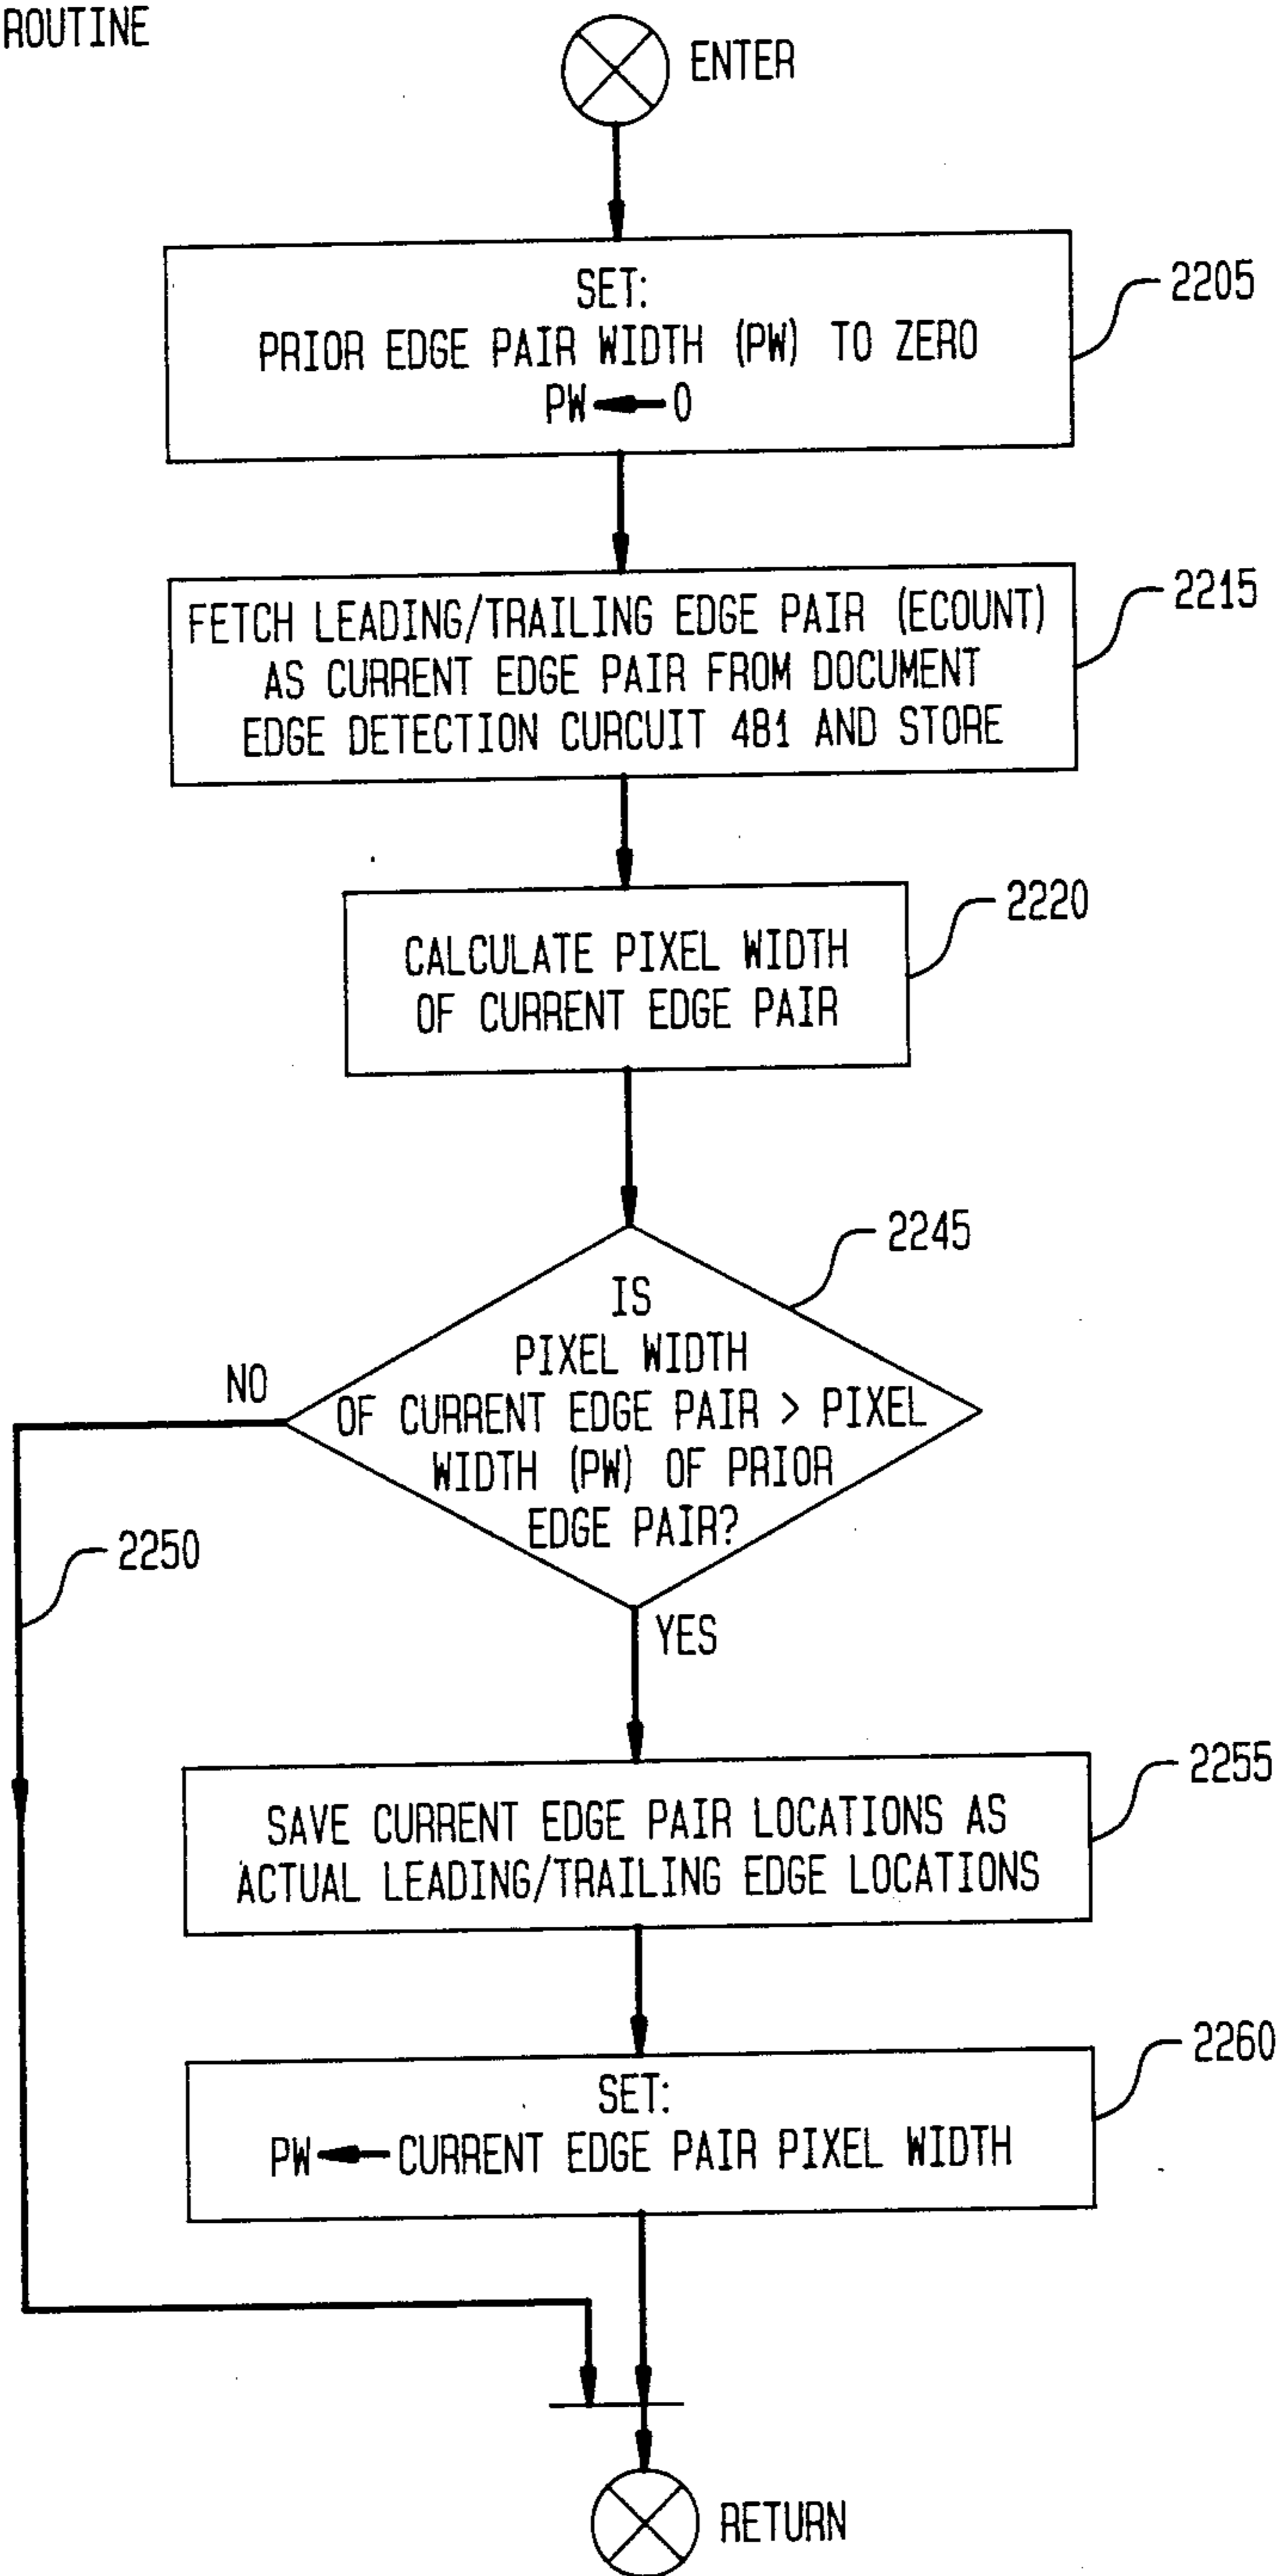 ROUTINE
ENTER
SET:
PRIOR EDGE PAIR WIDTH (PW) TO ZERO
PW ← 0
2205
FETCH LEADING/TRAILING EDGE PAIR (ECOUNT)
AS CURRENT EDGE PAIR FROM DOCUMENT
EDGE DETECTION CURCUIT 481 AND STORE
2215
CALCULATE PIXEL WIDTH
OF CURRENT EDGE PAIR
2220
IS
PIXEL WIDTH
OF CURRENT EDGE PAIR > PIXEL
WIDTH (PW) OF PRIOR
EDGE PAIR?
2245
NO
2250
YES
SAVE CURRENT EDGE PAIR LOCATIONS AS
ACTUAL LEADING/TRAILING EDGE LOCATIONS
2255
SET:
PW ← CURRENT EDGE PAIR PIXEL WIDTH
2260
RETURN